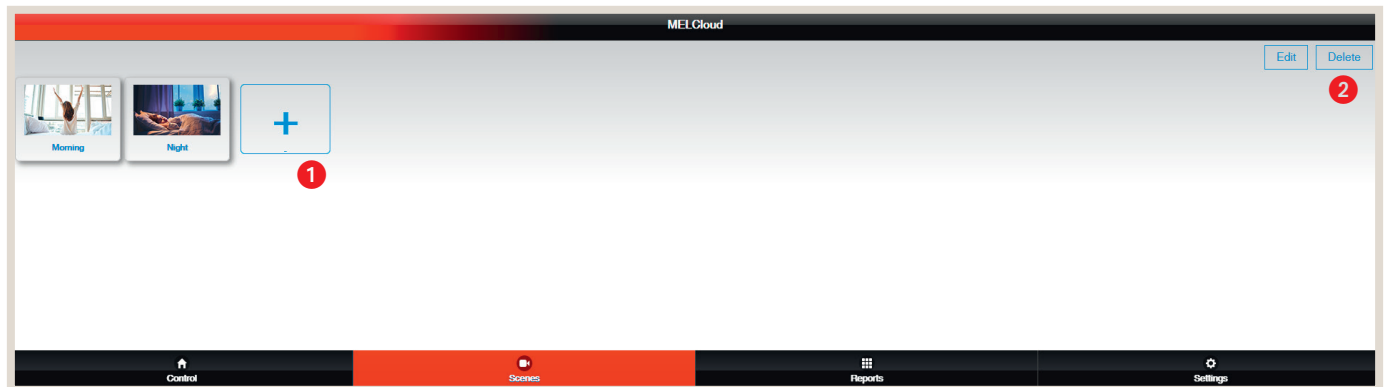 MELCloud
Edit Delete
2
Morning Night
1
Control Scenes Reports Settings